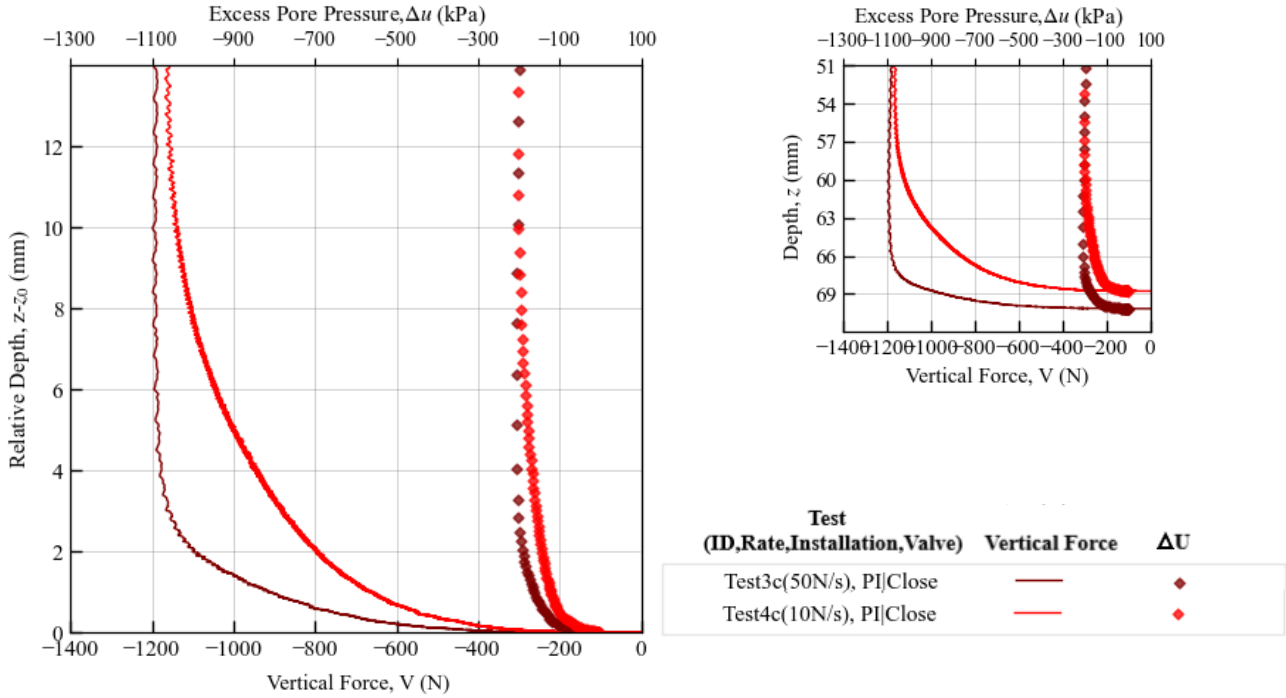 Excess Pore Pressure,Δu (kPa)
−1300 −1100 −900 −700 −500 −300 −100 100
12
10
8
6
4
2
0
Relative Depth, z-z₀ (mm)
−1400 −1200 −1000 −800 −600 −400 −200 0
Vertical Force, V (N)
Excess Pore Pressure,Δu (kPa)
−1300 −1100 −900 −700 −500 −300 −100 100
51
54
57
60
63
66
69
Depth, z (mm)
−1400 −1200 −1000 −800 −600 −400 −200 0
Vertical Force, V (N)
Test
(ID,Rate,Installation,Valve) Vertical Force ΔU
Test3c(50N/s), PI|Close
Test4c(10N/s), PI|Close